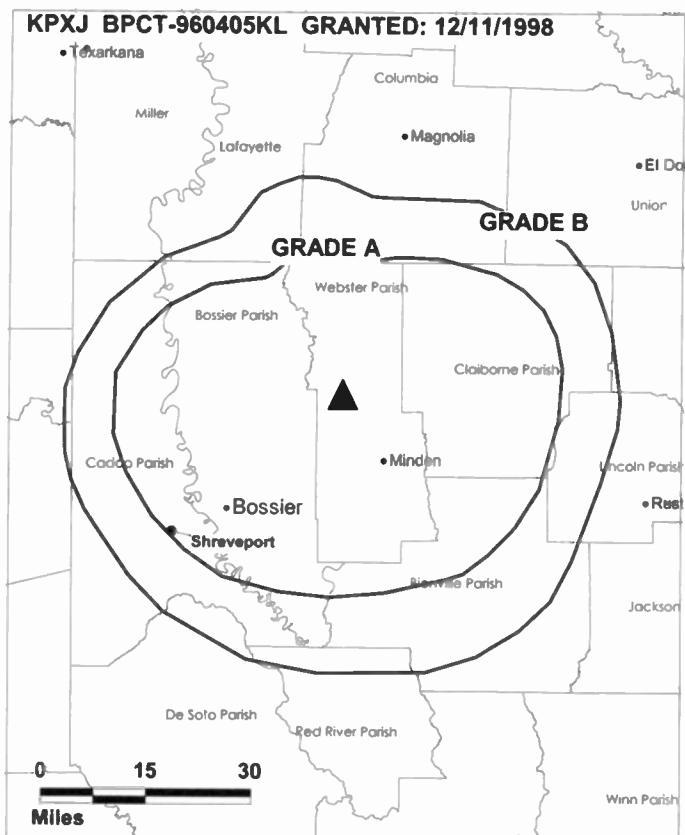 KPXJ BPCT-960405KL GRANTED: 12/11/1998
Texarkana
Columbia
Miller
Magnolia
Lafayette
El Do
Union
GRADE B
GRADE A
Webster Parish
Bossier Parish
Claiborne Parish
Minden
Caddo Parish
Lincoln Parish
Bossier
Rust
Shreveport
Bienville Parish
Jackson
De Soto Parish
Red River Parish
0 15 30
Miles
Winn Parish